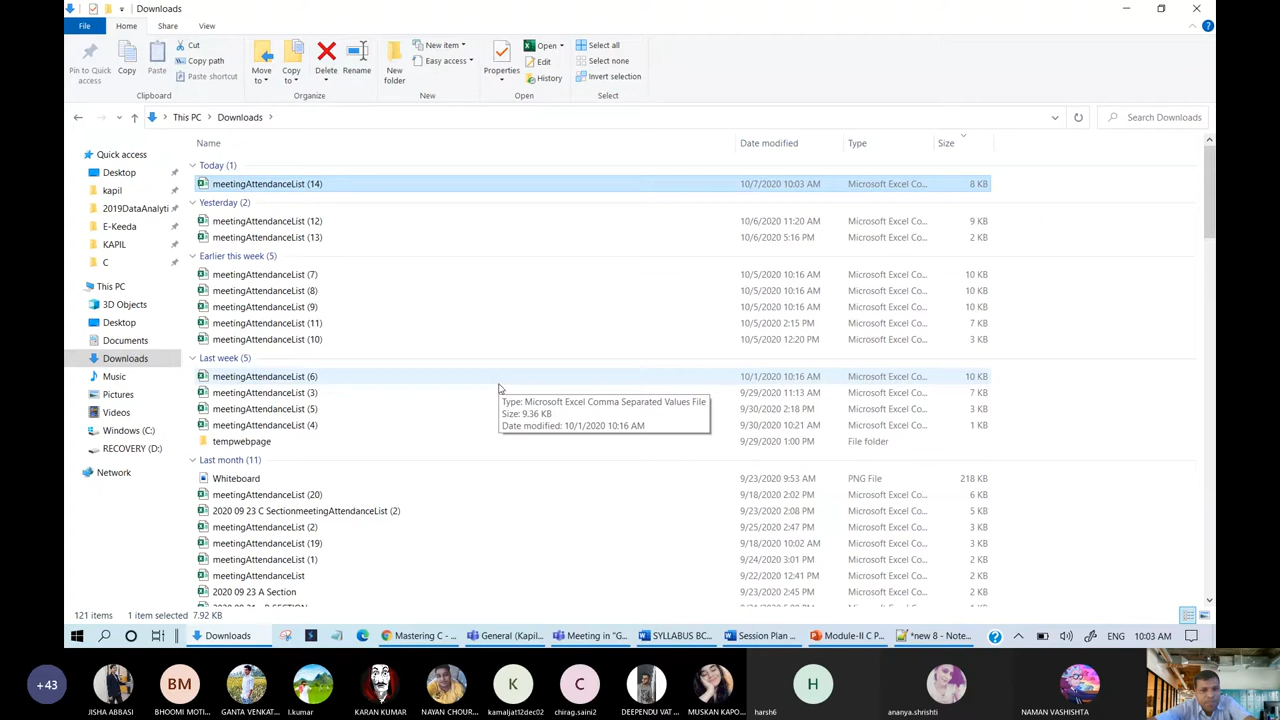 Downloads
File Home Share View
Pin to Quick access
Copy
Paste
Cut
Copy path
Paste shortcut
Clipboard
Move to
Copy to
Delete
Rename
Organize
New folder
New item
Easy access
New
Properties
Open
Edit
History
Open
Select all
Select none
Invert selection
Select
This PC Downloads
Search Downloads
Name Date modified Type Size
Quick access
Desktop
kapil
2019DataAnalyti
E-Keeda
KAPIL
C
This PC
3D Objects
Desktop
Documents
Downloads
Music
Pictures
Videos
Windows (C:)
RECOVERY (D:)
Network
Today (1)
meetingAttendanceList (14) 10/7/2020 10:03 AM Microsoft Excel Co... 8 KB
Yesterday (2)
meetingAttendanceList (12) 10/6/2020 11:20 AM Microsoft Excel Co... 9 KB
meetingAttendanceList (13) 10/6/2020 5:16 PM Microsoft Excel Co... 2 KB
Earlier this week (5)
meetingAttendanceList (7) 10/5/2020 10:16 AM Microsoft Excel Co... 10 KB
meetingAttendanceList (8) 10/5/2020 10:16 AM Microsoft Excel Co... 10 KB
meetingAttendanceList (9) 10/5/2020 10:16 AM Microsoft Excel Co... 10 KB
meetingAttendanceList (11) 10/5/2020 2:15 PM Microsoft Excel Co... 7 KB
meetingAttendanceList (10) 10/5/2020 12:20 PM Microsoft Excel Co... 3 KB
Last week (5)
meetingAttendanceList (6) 10/1/2020 10:16 AM Microsoft Excel Co... 10 KB
meetingAttendanceList (3) 9/29/2020 11:13 AM Microsoft Excel Co... 7 KB
meetingAttendanceList (5) 9/30/2020 2:18 PM Microsoft Excel Co... 3 KB
meetingAttendanceList (4) 9/30/2020 10:21 AM Microsoft Excel Co... 1 KB
tempwebpage 9/29/2020 1:00 PM File folder
Type: Microsoft Excel Comma Separated Values File
Size: 9.36 KB
Date modified: 10/1/2020 10:16 AM
Last month (11)
Whiteboard 9/23/2020 9:53 AM PNG File 218 KB
meetingAttendanceList (20) 9/18/2020 2:02 PM Microsoft Excel Co... 6 KB
2020 09 23 C SectionmeetingAttendanceList (2) 9/23/2020 2:08 PM Microsoft Excel Co... 5 KB
meetingAttendanceList (2) 9/25/2020 2:47 PM Microsoft Excel Co... 3 KB
meetingAttendanceList (19) 9/18/2020 10:02 AM Microsoft Excel Co... 3 KB
meetingAttendanceList (1) 9/24/2020 3:01 PM Microsoft Excel Co... 2 KB
meetingAttendanceList 9/22/2020 12:41 PM Microsoft Excel Co... 2 KB
2020 09 23 A Section 9/23/2020 2:45 PM Microsoft Excel Co... 2 KB
121 items 1 item selected 7.92 KB
Downloads Mastering C - ... General (Kapil... Meeting in "G... SYLLABUS BC... Session Plan ... Module-II C P... *new 8 - Note... ENG 10:03 AM
+43 BM K C H
JISHA ABBASI BHOOMI MOTI... GANTA VENKAT... I.kumar KARAN KUMAR NAYAN CHOUR... kamaljat12dec02 chirag.saini2 DEEPENDU VAT... MUSKAN KAPO... harsh6 ananya.shrishti NAMAN VASHISHTA